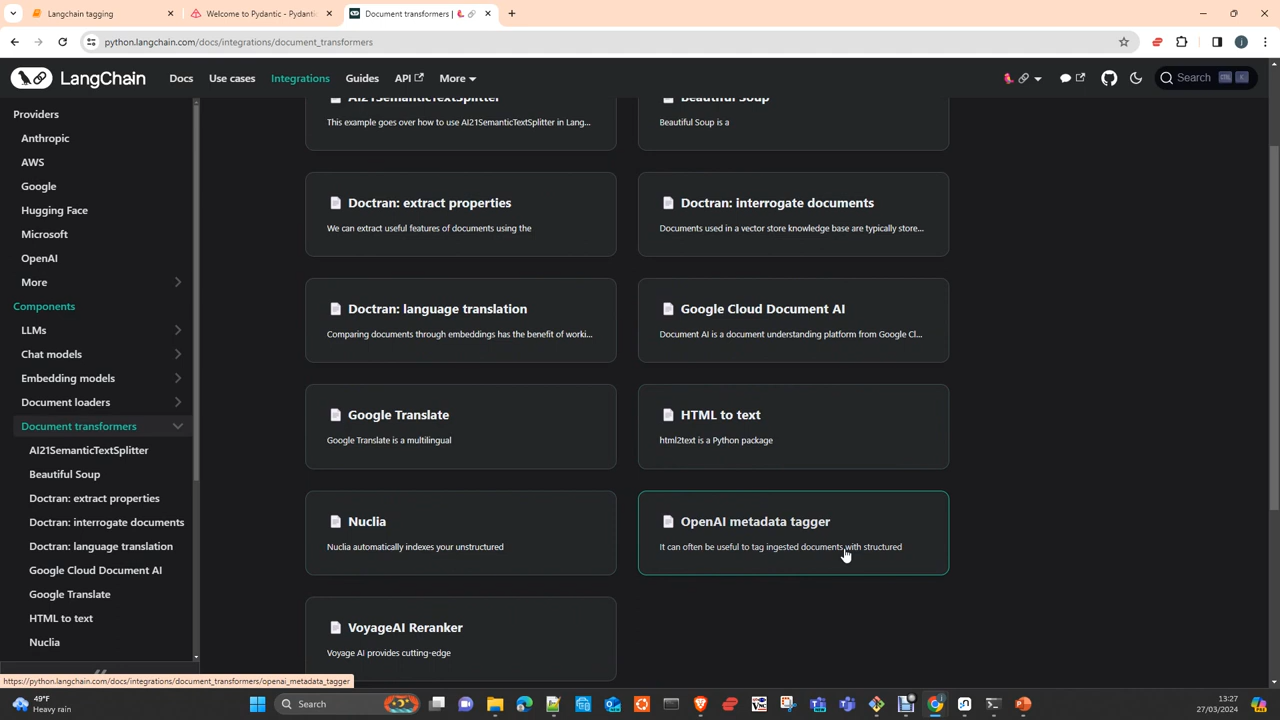 Langchain tagging
Welcome to Pydantic - Pydantic
Document transformers |
python.langchain.com/docs/integrations/document_transformers
LangChain
Docs
Use cases
Integrations
Guides
API
More
Search
Providers
Anthropic
AWS
Google
Hugging Face
Microsoft
OpenAI
More
Components
LLMs
Chat models
Embedding models
Document loaders
Document transformers
AI21SemanticTextSplitter
Beautiful Soup
Doctran: extract properties
Doctran: interrogate documents
Doctran: language translation
Google Cloud Document AI
Google Translate
HTML to text
Nuclia
AI21SemanticTextSplitter
This example goes over how to use AI21SemanticTextSplitter in Lang...
Beautiful Soup
Beautiful Soup is a
Doctran: extract properties
We can extract useful features of documents using the
Doctran: interrogate documents
Documents used in a vector store knowledge base are typically store...
Doctran: language translation
Comparing documents through embeddings has the benefit of worki...
Google Cloud Document AI
Document AI is a document understanding platform from Google Cl...
Google Translate
Google Translate is a multilingual
HTML to text
html2text is a Python package
Nuclia
Nuclia automatically indexes your unstructured
OpenAI metadata tagger
It can often be useful to tag ingested documents with structured
VoyageAI Reranker
Voyage AI provides cutting-edge
https://python.langchain.com/docs/integrations/document_transformers/openai_metadata_tagger
49°F
Heavy rain
Search
13:27
27/03/2024